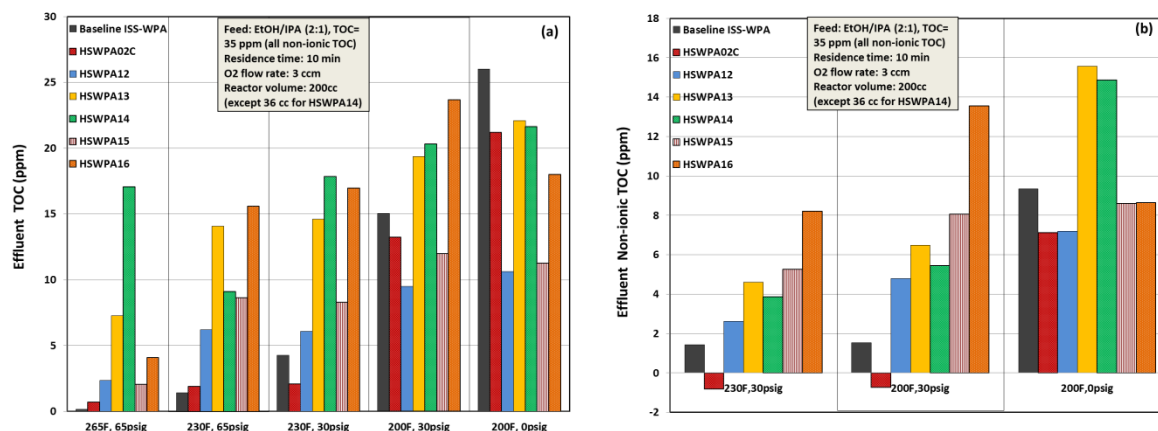 (a)
Effluent TOC (ppm)
30
25
20
15
10
5
0
Baseline ISS-WPA
HSWPA02C
HSWPA12
HSWPA13
HSWPA14
HSWPA15
HSWPA16
Feed: EtOH/IPA (2:1), TOC=
35 ppm (all non-ionic TOC)
Residence time: 10 min
O2 flow rate: 3 ccm
Reactor volume: 200cc
(except 36 cc for HSWPA14)
265F, 65psig
230F, 65psig
230F, 30psig
200F, 30psig
200F, 0psig
(b)
Effluent Non-ionic TOC (ppm)
18
16
14
12
10
8
6
4
2
0
-2
Baseline ISS-WPA
HSWPA02C
HSWPA12
HSWPA13
HSWPA14
HSWPA15
HSWPA16
Feed: EtOH/IPA (2:1), TOC=
35 ppm (all non-ionic TOC)
Residence time: 10 min
O2 flow rate: 3 ccm
Reactor volume: 200cc
(except 36 cc for HSWPA14)
230F,30psig
200F,30psig
200F,0psig